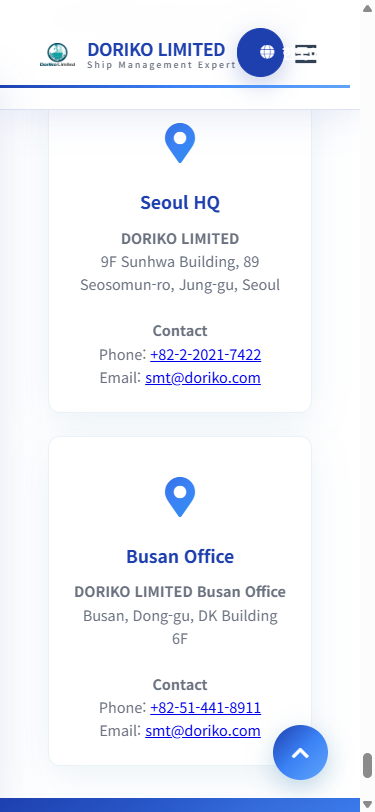 DORIKO LIMITED
Ship Management Expert
Seoul HQ
DORIKO LIMITED
9F Sunhwa Building, 89
Seosomun-ro, Jung-gu, Seoul
Contact
Phone: +82-2-2021-7422
Email: smt@doriko.com
Busan Office
DORIKO LIMITED Busan Office
Busan, Dong-gu, DK Building
6F
Contact
Phone: +82-51-441-8911
Email: smt@doriko.com